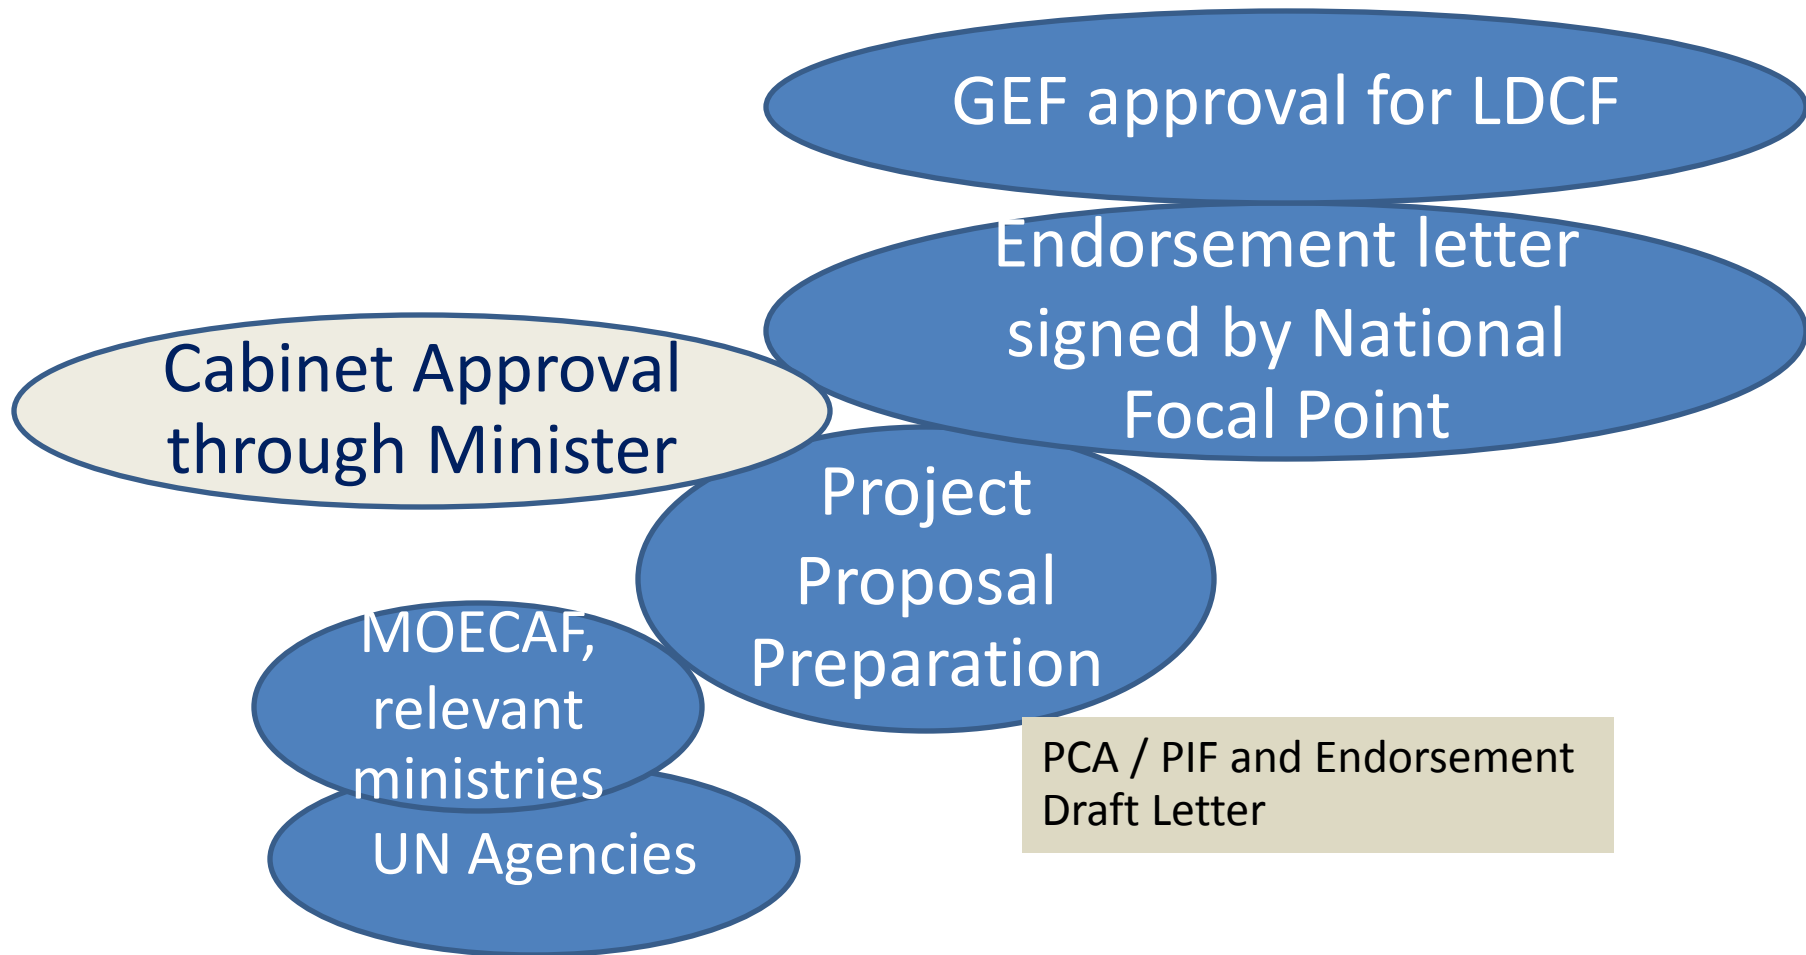 GEF approval for LDCF
Endorsement letter
signed by National
Focal Point
Cabinet Approval
through Minister
Project
Proposal
Preparation
MOECAF,
relevant
ministries
UN Agencies
PCA / PIF and Endorsement
Draft Letter